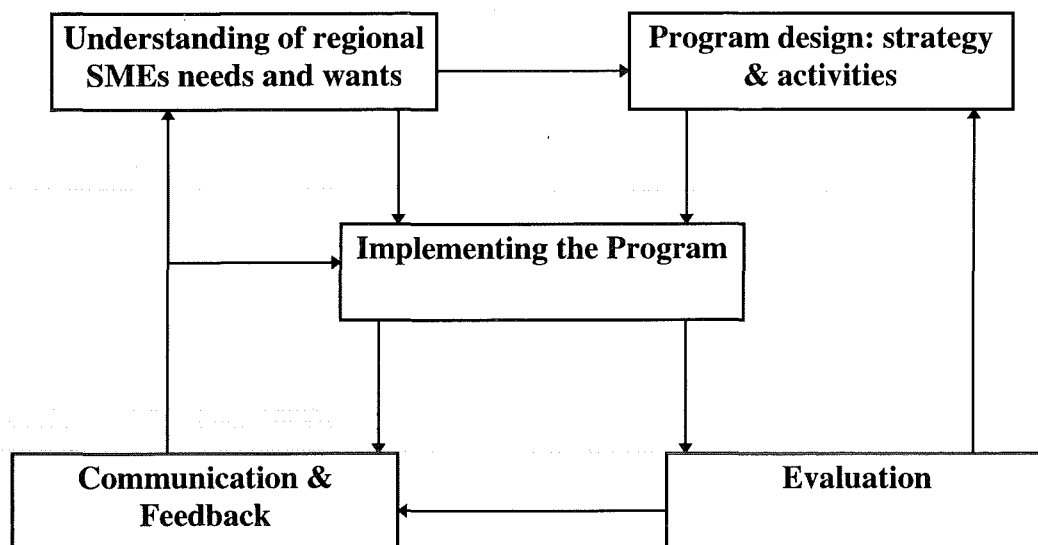 Understanding of regional
SMEs needs and wants
Program design: strategy
& activities
Implementing the Program
Communication &
Feedback
Evaluation